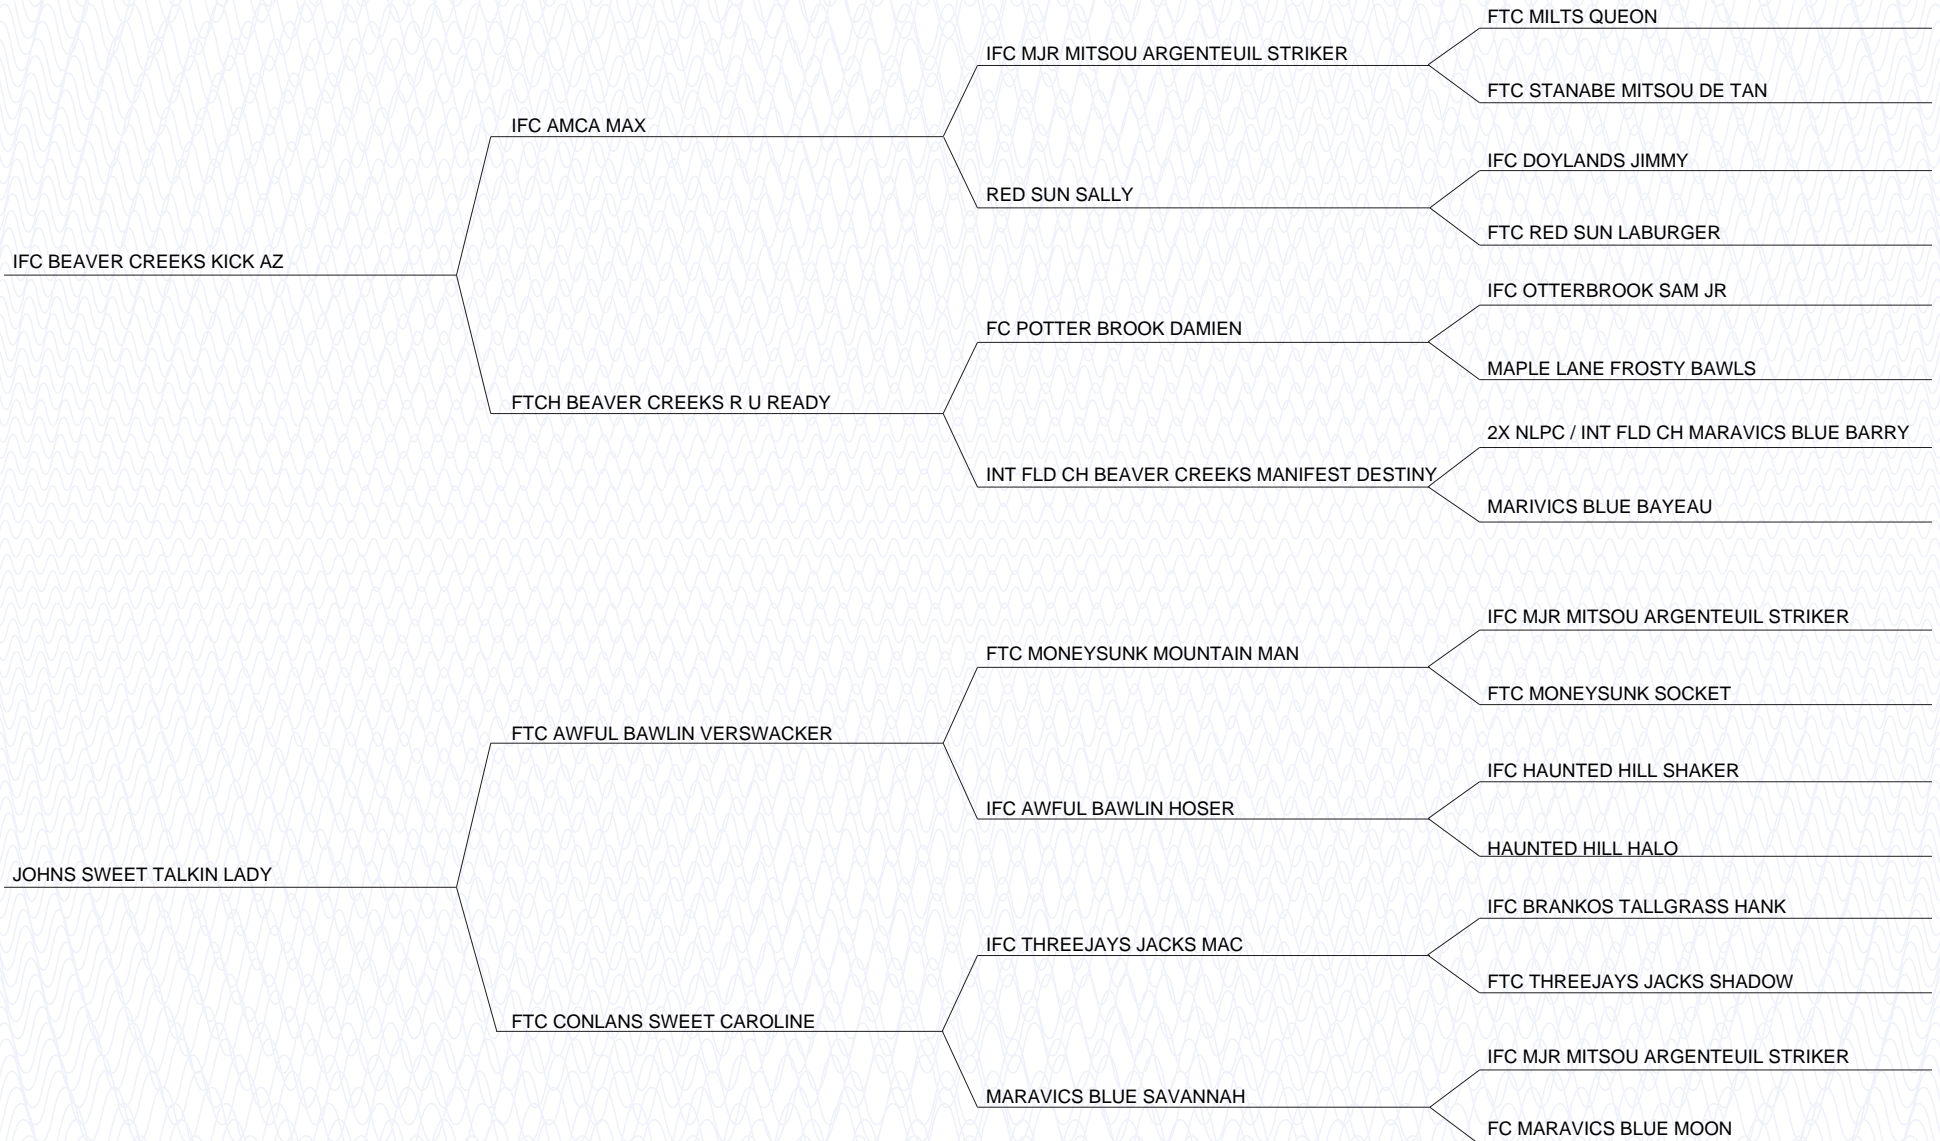 FTC MILTS QUEON
IFC MJR MITSOU ARGENTEUIL STRIKER
FTC STANABE MITSOU DE TAN
IFC AMCA MAX
IFC DOYLANDS JIMMY
RED SUN SALLY
FTC RED SUN LABURGER
IFC BEAVER CREEKS KICK AZ
IFC OTTERBROOK SAM JR
FC POTTER BROOK DAMIEN
MAPLE LANE FROSTY BAWLS
FTCH BEAVER CREEKS R U READY
2X NLPC / INT FLD CH MARAVICS BLUE BARRY
INT FLD CH BEAVER CREEKS MANIFEST DESTINY
MARIVICS BLUE BAYEAU
IFC MJR MITSOU ARGENTEUIL STRIKER
FTC MONEYSUNK MOUNTAIN MAN
FTC MONEYSUNK SOCKET
FTC AWFUL BAWLIN VERSWACKER
IFC HAUNTED HILL SHAKER
IFC AWFUL BAWLIN HOSER
HAUNTED HILL HALO
JOHNS SWEET TALKIN LADY
IFC BRANKOS TALLGRASS HANK
IFC THREEJAYS JACKS MAC
FTC THREEJAYS JACKS SHADOW
FTC CONLANS SWEET CAROLINE
IFC MJR MITSOU ARGENTEUIL STRIKER
MARAVICS BLUE SAVANNAH
FC MARAVICS BLUE MOON